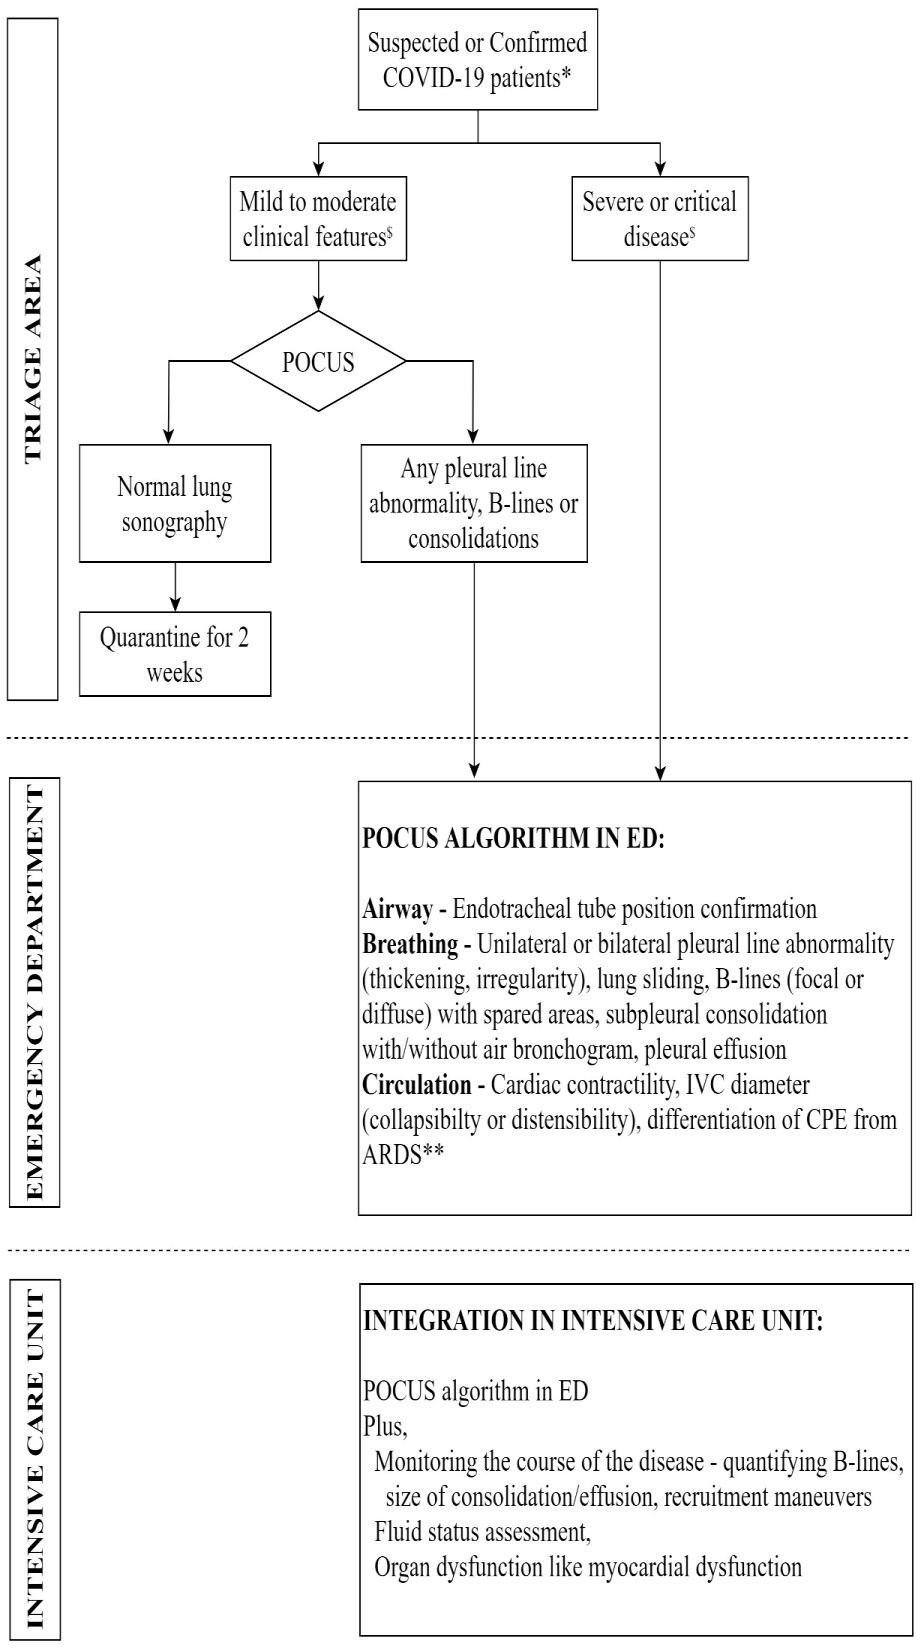 Suspected or Confirmed
COVID-19 patients*
Mild to moderate
clinical features$
Severe or critical
disease$
TRIAGE AREA
POCUS
Normal lung
sonography
Any pleural line
abnormality, B-lines or
consolidations
Quarantine for 2
weeks
EMERGENCY DEPARTMENT
POCUS ALGORITHM IN ED:
Airway - Endotracheal tube position confirmation
Breathing - Unilateral or bilateral pleural line abnormality
(thickening, irregularity), lung sliding, B-lines (focal or
diffuse) with spared areas, subpleural consolidation
with/without air bronchogram, pleural effusion
Circulation - Cardiac contractility, IVC diameter
(collapsibilty or distensibility), differentiation of CPE from
ARDS**
INTENSIVE CARE UNIT
INTEGRATION IN INTENSIVE CARE UNIT:
POCUS algorithm in ED
Plus,
Monitoring the course of the disease - quantifying B-lines,
size of consolidation/effusion, recruitment maneuvers
Fluid status assessment,
Organ dysfunction like myocardial dysfunction